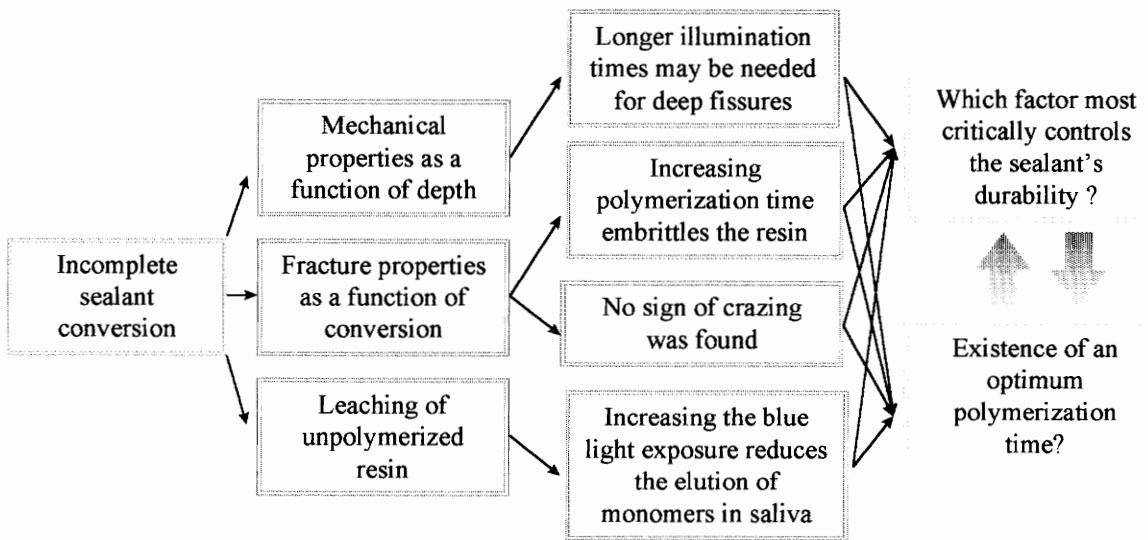 Incomplete
sealant
conversion
Mechanical
properties as a
function of depth
Fracture properties
as a function of
conversion
Leaching of
unpolymerized
resin
Longer illumination
times may be needed
for deep fissures
Increasing
polymerization time
embrittles the resin
No sign of crazing
was found
Increasing the blue
light exposure reduces
the elution of
monomers in saliva
Which factor most
critically controls
the sealant's
durability ?
Existence of an
optimum
polymerization
time?